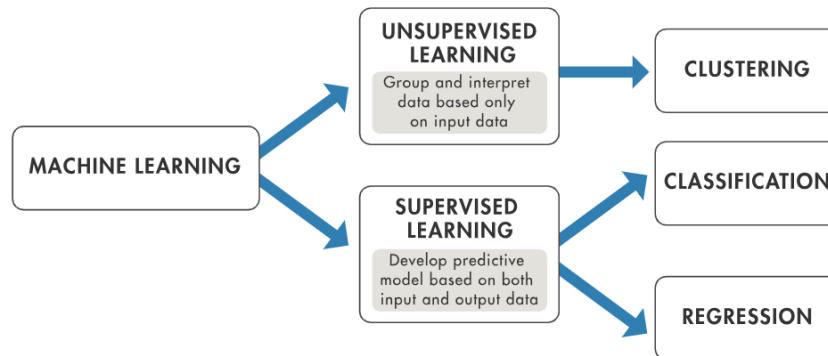 UNSUPERVISED
LEARNING
Group and interpret
data based only
on input data
CLUSTERING
MACHINE LEARNING
SUPERVISED
LEARNING
Develop predictive
model based on both
input and output data
CLASSIFICATION
REGRESSION